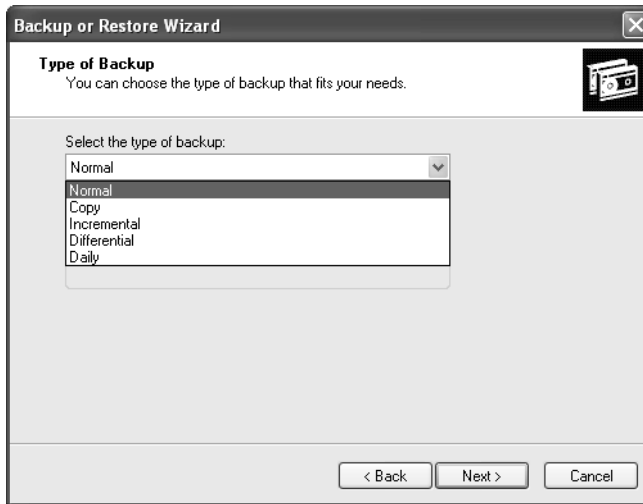 Backup or Restore Wizard
Type of Backup
You can choose the type of backup that fits your needs.
Select the type of backup:
Normal
Normal
Copy
Incremental
Differential
Daily
< Back Next > Cancel